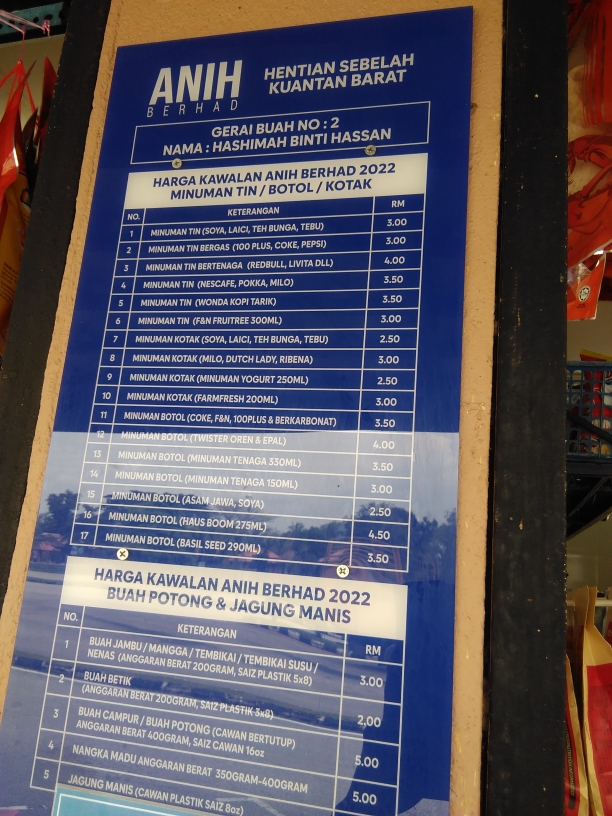 ANIH
BERHAD
HENTIAN SEBELAH
KUANTAN BARAT
GERAI BUAH NO : 2
NAMA : HASHIMAH BINTI HASSAN
HARGA KAWALAN ANIH BERHAD 2022
MINUMAN TIN / BOTOL / KOTAK
NO. KETERANGAN RM
1 MINUMAN TIN (SOYA, LAICI, TEH BUNGA, TEBU) 3.00
2 MINUMAN TIN BERGAS (100 PLUS, COKE, PEPSI) 3.00
3 MINUMAN TIN BERTENAGA (REDBULL, LIVITA DLL) 4.00
4 MINUMAN TIN (NESCAFE, POKKA, MILO) 3.50
5 MINUMAN TIN (WONDA KOPI TARIK) 3.50
6 MINUMAN TIN (F&N FRUITREE 300ML) 3.00
7 MINUMAN KOTAK (SOYA, LAICI, TEH BUNGA, TEBU) 2.50
8 MINUMAN KOTAK (MILO, DUTCH LADY, RIBENA) 3.00
9 MINUMAN KOTAK (MINUMAN YOGURT 250ML) 2.50
10 MINUMAN KOTAK (FARMFRESH 200ML) 3.00
11 MINUMAN BOTOL (COKE, F&N, 100PLUS & BERKARBONAT) 3.50
12 MINUMAN BOTOL (TWISTER OREN & EPAL) 4.00
13 MINUMAN BOTOL (MINUMAN TENAGA 330ML) 3.50
14 MINUMAN BOTOL (MINUMAN TENAGA 150ML) 3.00
15 MINUMAN BOTOL (ASAM JAWA, SOYA) 2.50
16 MINUMAN BOTOL (HAUS BOOM 275ML) 4.50
17 MINUMAN BOTOL (BASIL SEED 290ML) 3.50
HARGA KAWALAN ANIH BERHAD 2022
BUAH POTONG & JAGUNG MANIS
NO. KETERANGAN RM
1 BUAH JAMBU / MANGGA / TEMBIKAI / TEMBIKAI SUSU /
NENAS (ANGGARAN BERAT 200GRAM, SAIZ PLASTIK 5x8) 3.00
2 BUAH BETIK
(ANGGARAN BERAT 200GRAM, SAIZ PLASTIK 3x8) 2.00
3 BUAH CAMPUR / BUAH POTONG (CAWAN BERTUTUP)
ANGGARAN BERAT 400GRAM, SAIZ CAWAN 16oz 5.00
4 NANGKA MADU ANGGARAN BERAT 350GRAM-400GRAM 5.00
5 JAGUNG MANIS (CAWAN PLASTIK SAIZ 8oz)